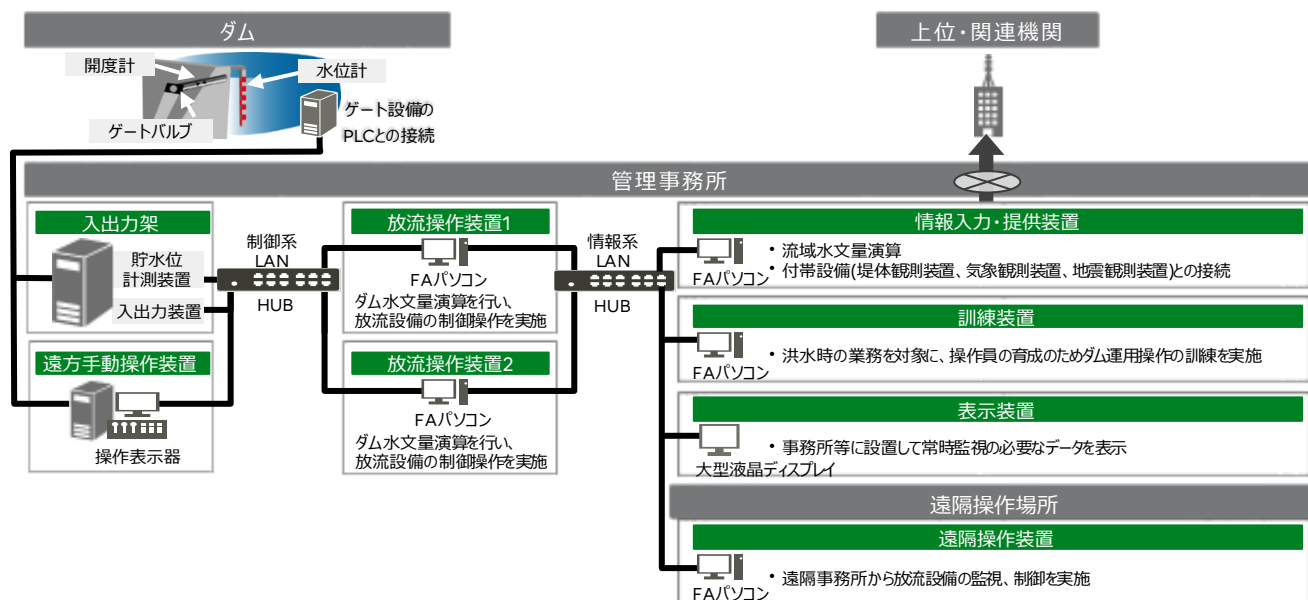 ダム
開度計
水位計
ゲートバルブ
ゲート設備の
PLCとの接続
上位・関連機関
管理事務所
入出力架
貯水位
計測装置
入出力装置
遠方手動操作装置
操作表示器
制御系
LAN
HUB
放流操作装置1
FAパソコン
ダム水文量演算を行い、
放流設備の制御操作を実施
放流操作装置2
FAパソコン
ダム水文量演算を行い、
放流設備の制御操作を実施
情報系
LAN
HUB
情報入力・提供装置
FAパソコン
・流域水文量演算
・付帯設備(堤体観測装置、気象観測装置、地震観測装置)との接続
訓練装置
FAパソコン
・洪水時の業務を対象に、操作員の育成のためダム運用操作の訓練を実施
表示装置
大型液晶ディスプレイ
・事務所等に設置して常時監視の必要なデータを表示
遠隔操作場所
遠隔操作装置
FAパソコン
・遠隔事務所から放流設備の監視、制御を実施